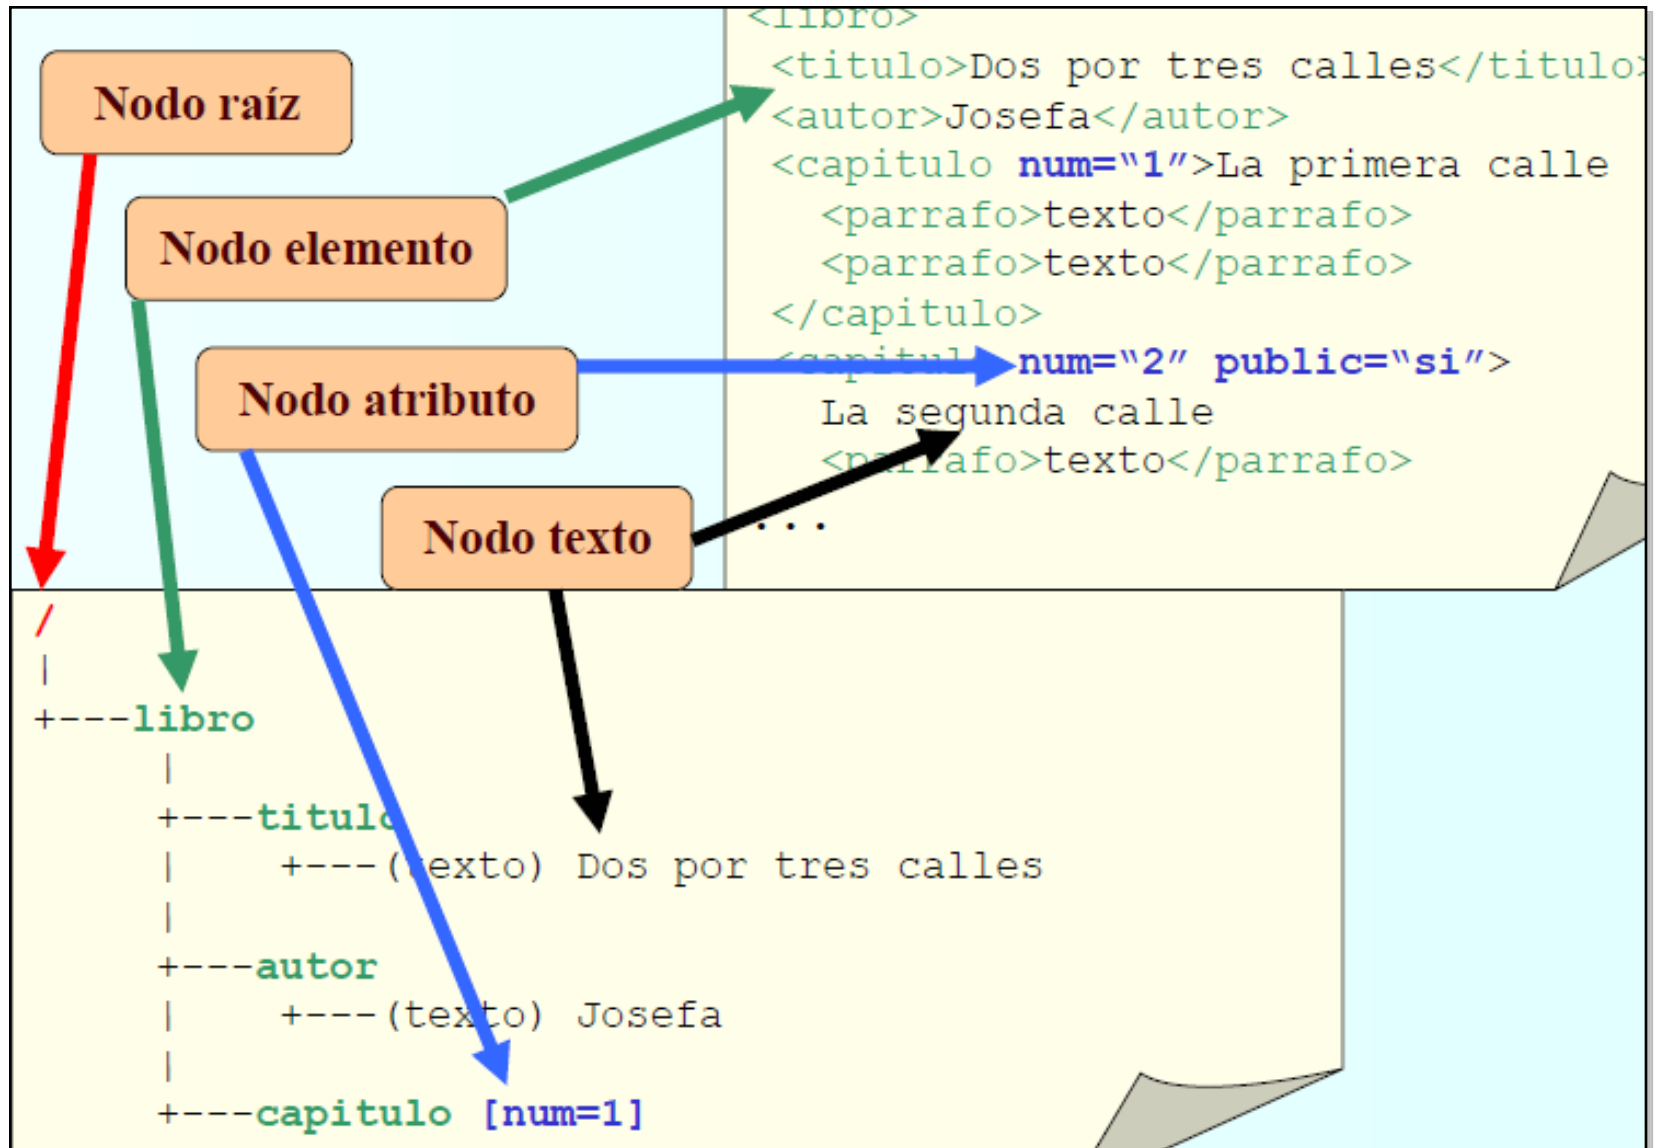 <libro>
<titulo>Dos por tres calles</titulo>
<autor>Josefa</autor>
<capitulo num=“1”>La primera calle
<parrafo>texto</parrafo>
<parrafo>texto</parrafo>
</capitulo>
<capitulo num=“2” public=“si”>
La segunda calle
<parrafo>texto</parrafo>
...
Nodo raíz
Nodo elemento
Nodo atributo
Nodo texto
/
|
+---libro
|
+---titulo
| +---(texto) Dos por tres calles
|
+---autor
| +---(texto) Josefa
|
+---capitulo [num=1]